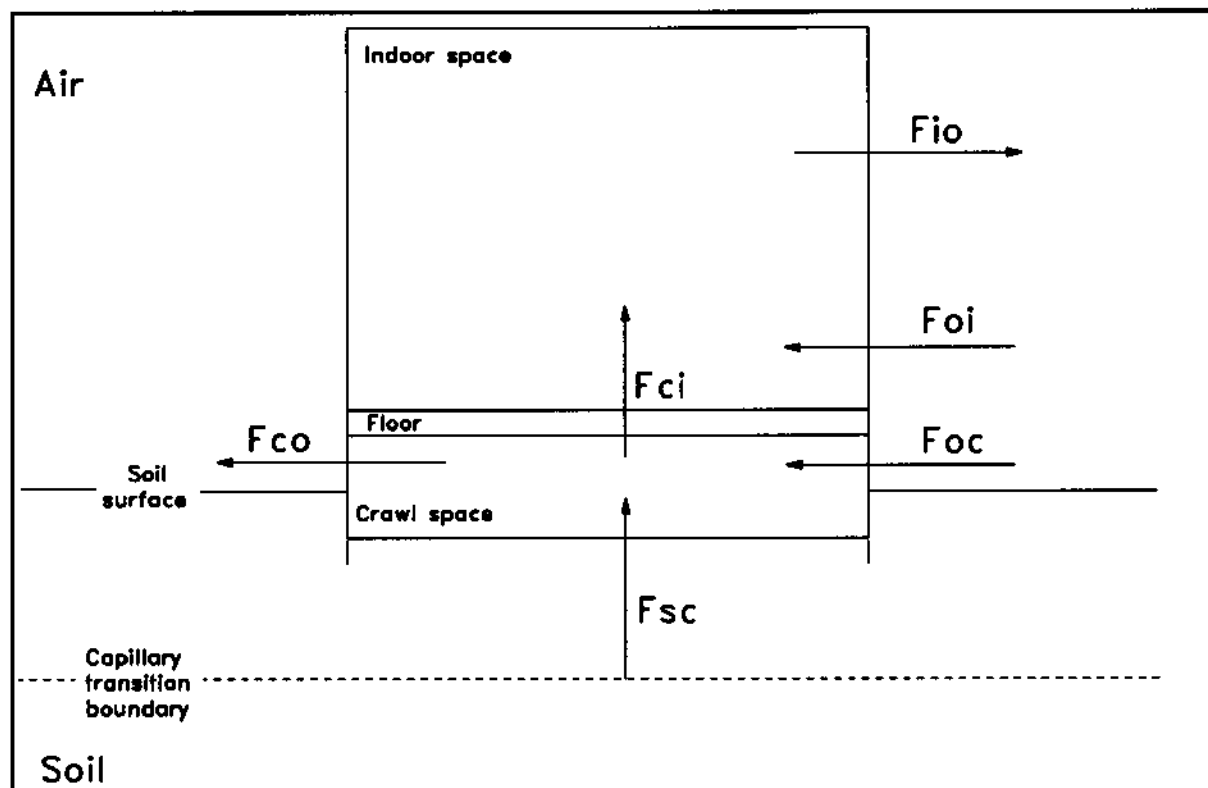 Indoor space
Air
Fio
Foi
Fci
Floor
Fco
Foc
Soil
surface
Crawl space
Fsc
Capillary
transition
boundary
Soil